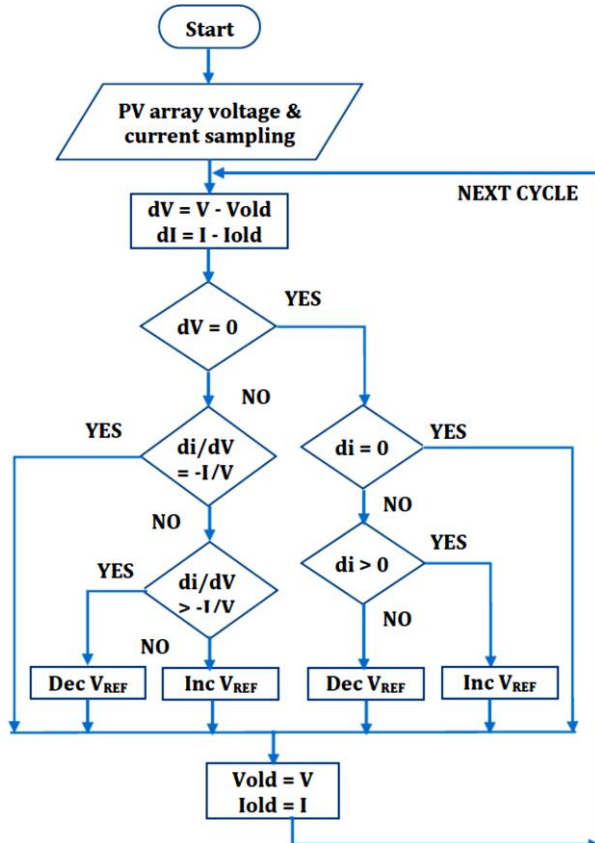 Start
PV array voltage &
current sampling
NEXT CYCLE
dV = V - Vold
dI = I - Iold
YES
dV = 0
NO
YES
di/dV
= -I/V
di = 0
YES
NO
NO
YES
di/dV
> -I/V
di > 0
YES
NO
NO
Dec VREF
Inc VREF
Dec VREF
Inc VREF
Vold = V
Iold = I